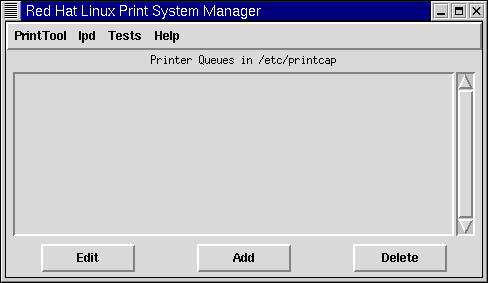 Red Hat Linux Print System Manager
PrintTool lpd Tests Help
Printer Queues in /etc/printcap
Edit Add Delete